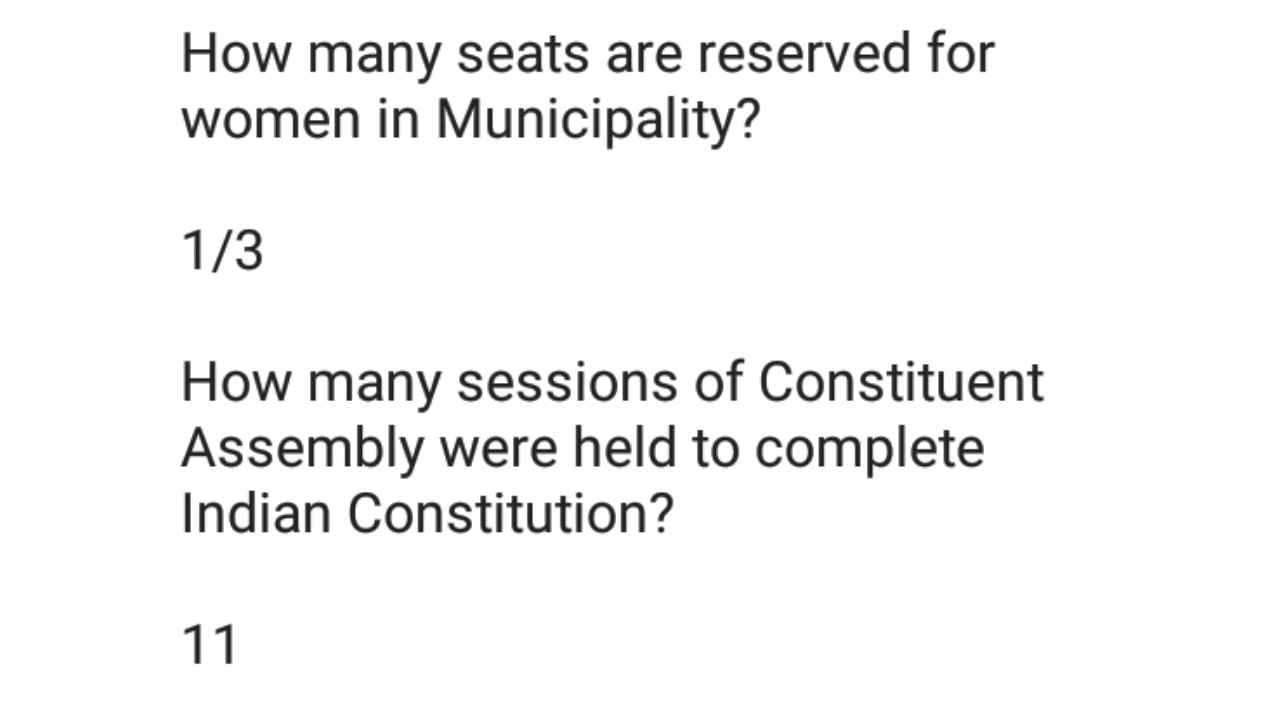 How many seats are reserved for
women in Municipality?
1/3
How many sessions of Constituent
Assembly were held to complete
Indian Constitution?
11